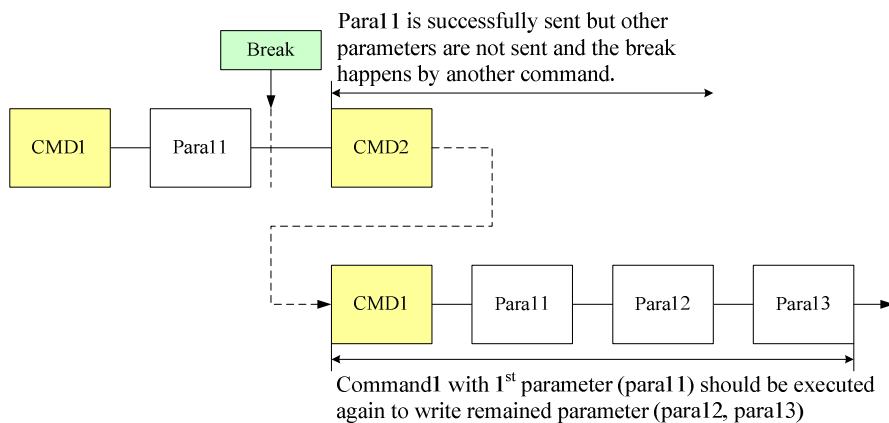 Para11 is successfully sent but other
parameters are not sent and the break
happens by another command.
Break
CMD1
Para11
CMD2
CMD1
Para11
Para12
Para13
Command1 with 1st parameter (para11) should be executed
again to write remained parameter (para12, para13)